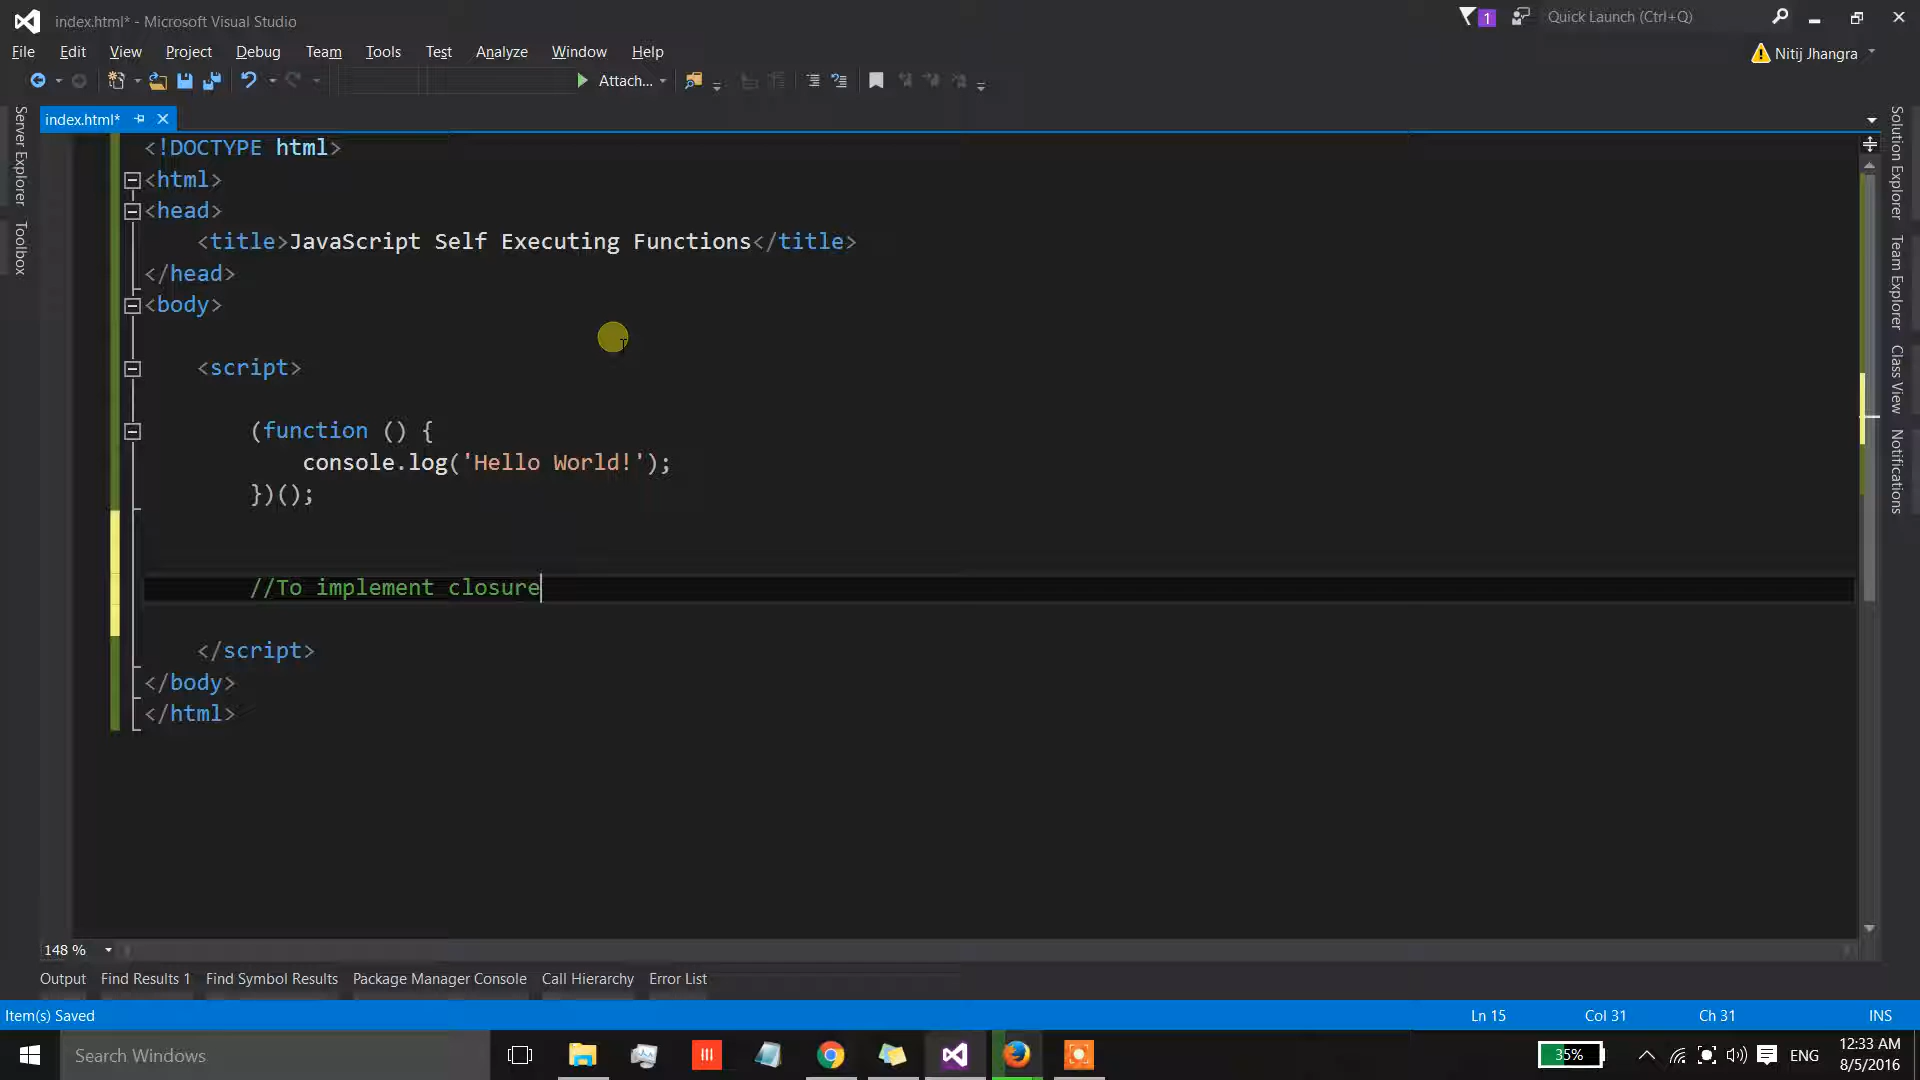 index.html* - Microsoft Visual Studio
1
Quick Launch (Ctrl+Q)
File Edit View Project Debug Team Tools Test Analyze Window Help
Nitij Jhangra
Attach...
Server Explorer
Toolbox
index.html*
<!DOCTYPE html>
<html>
<head>
<title>JavaScript Self Executing Functions</title>
</head>
<body>
<script>
(function () {
console.log('Hello World!');
})();
//To implement closure
</script>
</body>
</html>
Solution Explorer
Team Explorer
Class View
Notifications
148 %
Output Find Results 1 Find Symbol Results Package Manager Console Call Hierarchy Error List
Item(s) Saved
Ln 15 Col 31 Ch 31 INS
Search Windows
35%
ENG
12:33 AM
8/5/2016